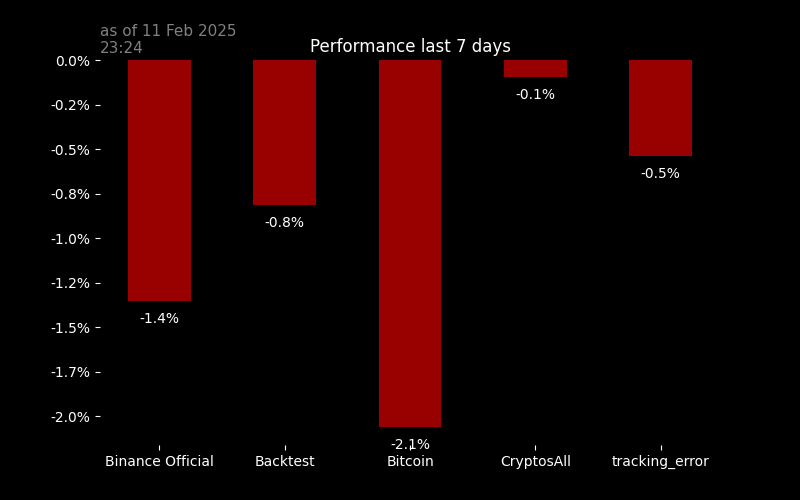 as of 11 Feb 2025
23:24
Performance last 7 days
0.0%
-0.2%
-0.5%
-0.8%
-1.0%
-1.2%
-1.5%
-1.7%
-2.0%
-1.4%
-0.8%
-2.1%
-0.1%
-0.5%
Binance Official
Backtest
Bitcoin
CryptosAll
tracking_error